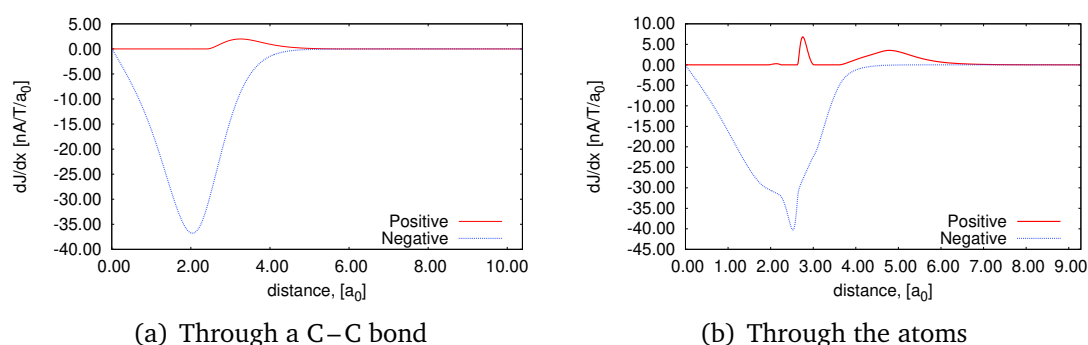 5.00
0.00
-5.00
-10.00
-15.00
-20.00
-25.00
-30.00
-35.00
-40.00
dJ/dx [nA/T/a0]
Positive
Negative
0.00 2.00 4.00 6.00 8.00 10.00
distance, [a0]
(a) Through a C–C bond
10.00
5.00
0.00
-5.00
-10.00
-15.00
-20.00
-25.00
-30.00
-35.00
-40.00
-45.00
dJ/dx [nA/T/a0]
Positive
Negative
0.00 1.00 2.00 3.00 4.00 5.00 6.00 7.00 8.00 9.00
distance, [a0]
(b) Through the atoms